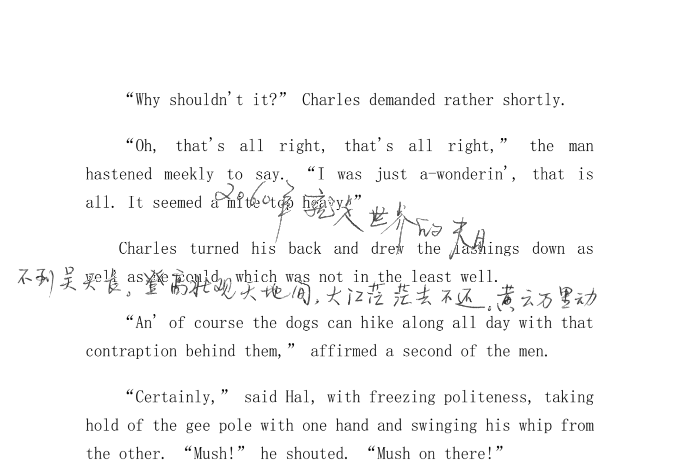 “Why shouldn't it?” Charles demanded rather shortly.
“Oh, that's all right, that's all right,” the man
hastened meekly to say. “I was just a-wonderin', that is
all. It seemed a mite top heavy.”
2060年就是世界的末日
Charles turned his back and drew the lashings down as
well as he could, which was not in the least well.
不到吴天长。登高壮观天地间,大江茫茫去不还。黄云万里动
“An' of course the dogs can hike along all day with that
contraption behind them,” affirmed a second of the men.
“Certainly,” said Hal, with freezing politeness, taking
hold of the gee pole with one hand and swinging his whip from
the other. “Mush!” he shouted. “Mush on there!”